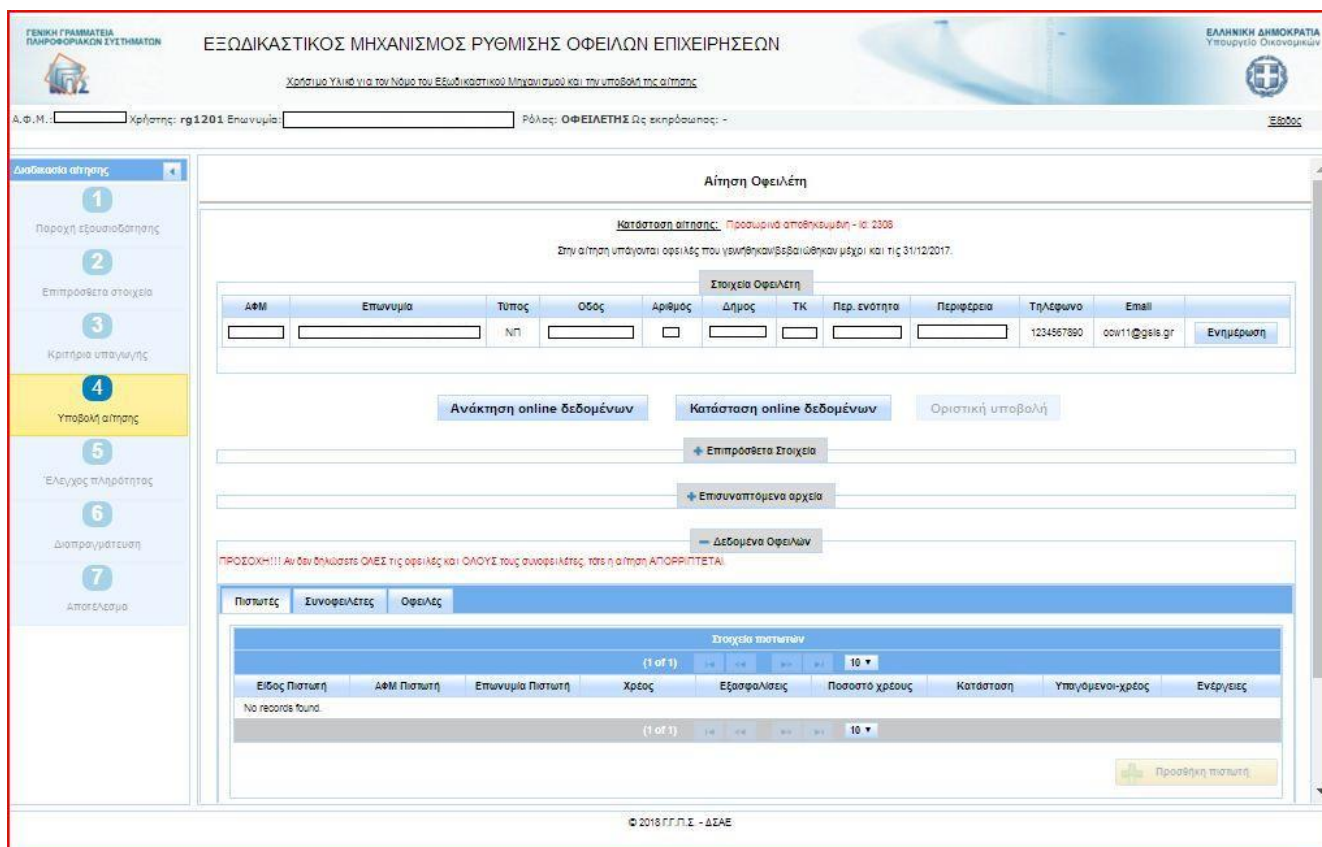 ΓΕΝΙΚΗ ΓΡΑΜΜΑΤΕΙΑ
ΠΛΗΡΟΦΟΡΙΑΚΩΝ ΣΥΣΤΗΜΑΤΩΝ
ΕΞΩΔΙΚΑΣΤΙΚΟΣ ΜΗΧΑΝΙΣΜΟΣ ΡΥΘΜΙΣΗΣ ΟΦΕΙΛΩΝ ΕΠΙΧΕΙΡΗΣΕΩΝ
ΕΛΛΗΝΙΚΗ ΔΗΜΟΚΡΑΤΙΑ
Υπουργείο Οικονομικών
Χρήσιμο Υλικό για τον Νόμο του Εξωδικαστικού Μηχανισμού και την υποβολή της αίτησης
Α.Φ.Μ.: Χρήστης: rg1201 Επωνυμία: Ρόλος: ΟΦΕΙΛΕΤΗΣ Ως εκπρόσωπος: - Έξοδος
Διαδικασία αίτησης
1
Παροχή εξουσιοδότησης
2
Επιπρόσθετα στοιχεία
3
Κριτήρια υπαγωγής
4
Υποβολή αίτησης
5
Έλεγχος πληρότητας
6
Διαπραγμάτευση
7
Αποτέλεσμα
Αίτηση Οφειλέτη
Κατάσταση αίτησης: Προσωρινά αποθηκευμένη - id: 2308
Στην αίτηση υπάγονται οφειλές που γεννήθηκαν/βεβαιώθηκαν μέχρι και τις 31/12/2017.
Στοιχεία Οφειλέτη
ΑΦΜ Επωνυμία Τύπος Οδός Αριθμός Δήμος ΤΚ Περ. ενότητα Περιφέρεια Τηλέφωνο Email
ΝΠ 1234567890 ocw11@gsis.gr Ενημέρωση
Ανάκτηση online δεδομένων Κατάσταση online δεδομένων Οριστική υποβολή
Επιπρόσθετα Στοιχεία
Επισυναπτόμενα αρχεία
Δεδομένα Οφειλών
ΠΡΟΣΟΧΗ!!! Αν δεν δηλώσετε ΟΛΕΣ τις οφειλές και ΟΛΟΥΣ τους συνοφειλέτες, τότε η αίτηση ΑΠΟΡΡΙΠΤΕΤΑΙ
Πιστωτές Συνοφειλέτες Οφειλές
Στοιχεία πιστωτών
(1 of 1) 10
Είδος Πιστωτή ΑΦΜ Πιστωτή Επωνυμία Πιστωτή Χρέος Εξασφαλίσεις Ποσοστό χρέους Κατάσταση Υπαγόμενοι-χρέος Ενέργειες
No records found.
(1 of 1) 10
Προσθήκη πιστωτή
© 2018 Γ.Γ.Π.Σ. - ΔΣΑΕ